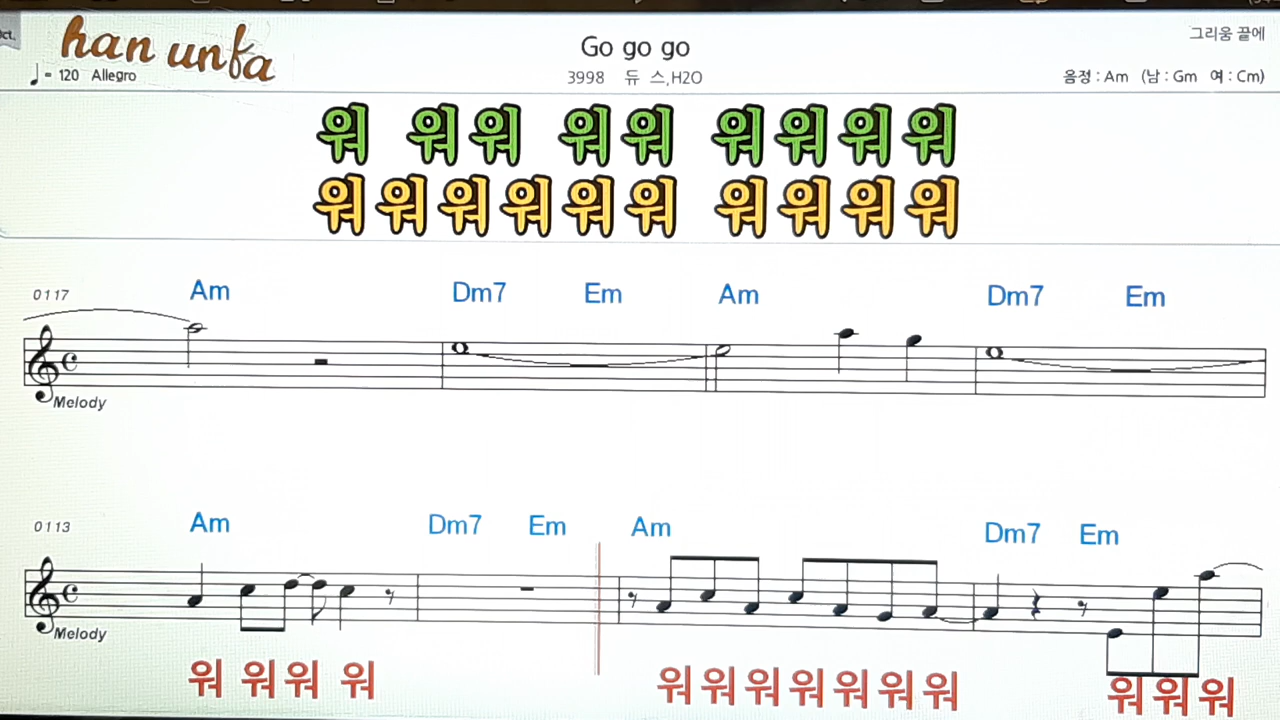 han unfa
Go go go
그리움 끝에
♩= 120 Allegro
3998 듀 스,H2O
음정 : Am (남 : Gm 여 : Cm)
워 워워 워워 워워워워
워워워워워워 워워워워
0117 Am Dm7 Em Am Dm7 Em
Melody
0113 Am Dm7 Em Am Dm7 Em
Melody
워 워워 워 워워워워워워워 워워워